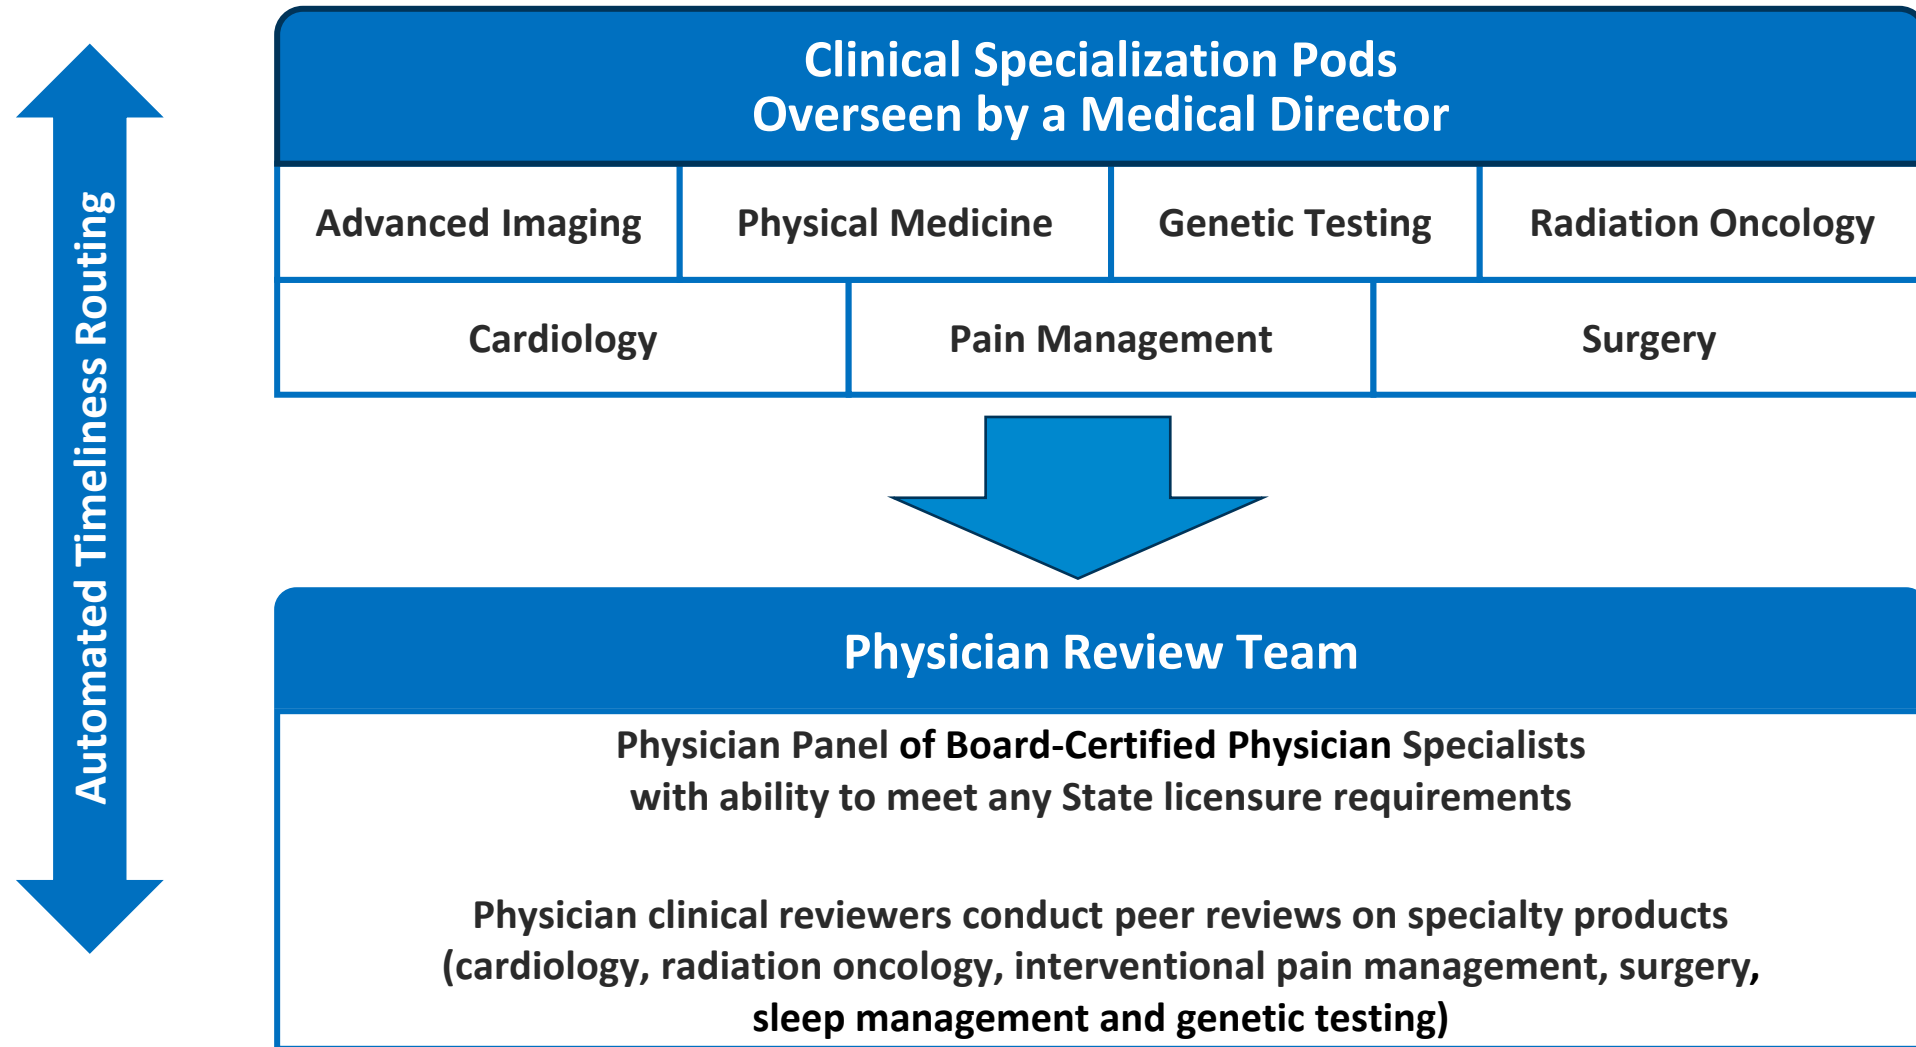 Automated Timeliness Routing
Clinical Specialization Pods
Overseen by a Medical Director
Advanced Imaging
Physical Medicine
Genetic Testing
Radiation Oncology
Cardiology
Pain Management
Surgery
Physician Review Team
Physician Panel of Board-Certified Physician Specialists
with ability to meet any State licensure requirements
Physician clinical reviewers conduct peer reviews on specialty products
(cardiology, radiation oncology, interventional pain management, surgery,
sleep management and genetic testing)